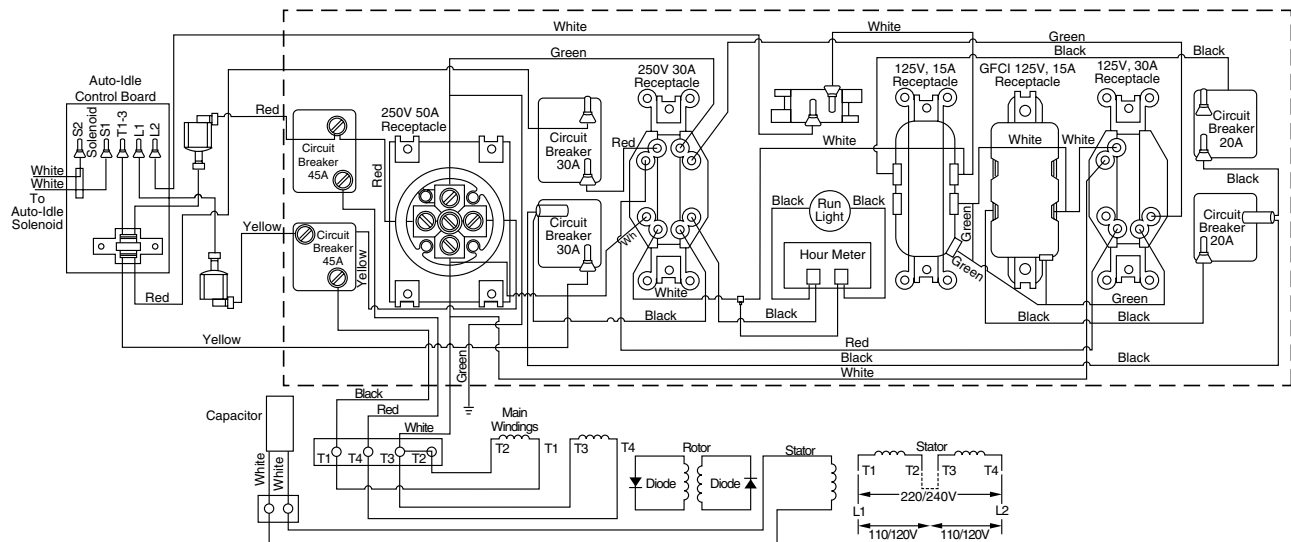 White
White
Green
Green
Black
Black
Auto-Idle
Control Board
S2
Solenoid
S1
T1-3
L1
L2
White
White
To
Auto-Idle
Solenoid
Red
Red
Yellow
Yellow
Circuit
Breaker
45A
Circuit
Breaker
45A
Red
Yellow
250V 50A
Receptacle
Circuit
Breaker
30A
Circuit
Breaker
30A
Red
Wh
250V 30A
Receptacle
White
Black
White
Black
Run
Light
Black
Hour Meter
Black
125V, 15A
Receptacle
GFCI 125V, 15A
Receptacle
125V, 30A
Receptacle
White
White
Green
Green
Green
Black
Black
Circuit
Breaker
20A
Black
Circuit
Breaker
20A
Red
Black
Black
White
Green
Capacitor
White
White
Black
Red
White
T1
T4
T3
T2
Main
Windings
T2
T1
T3
T4
Rotor
Diode
Diode
Stator
Stator
T1
T2
T3
T4
220/240V
L1
L2
110/120V
110/120V